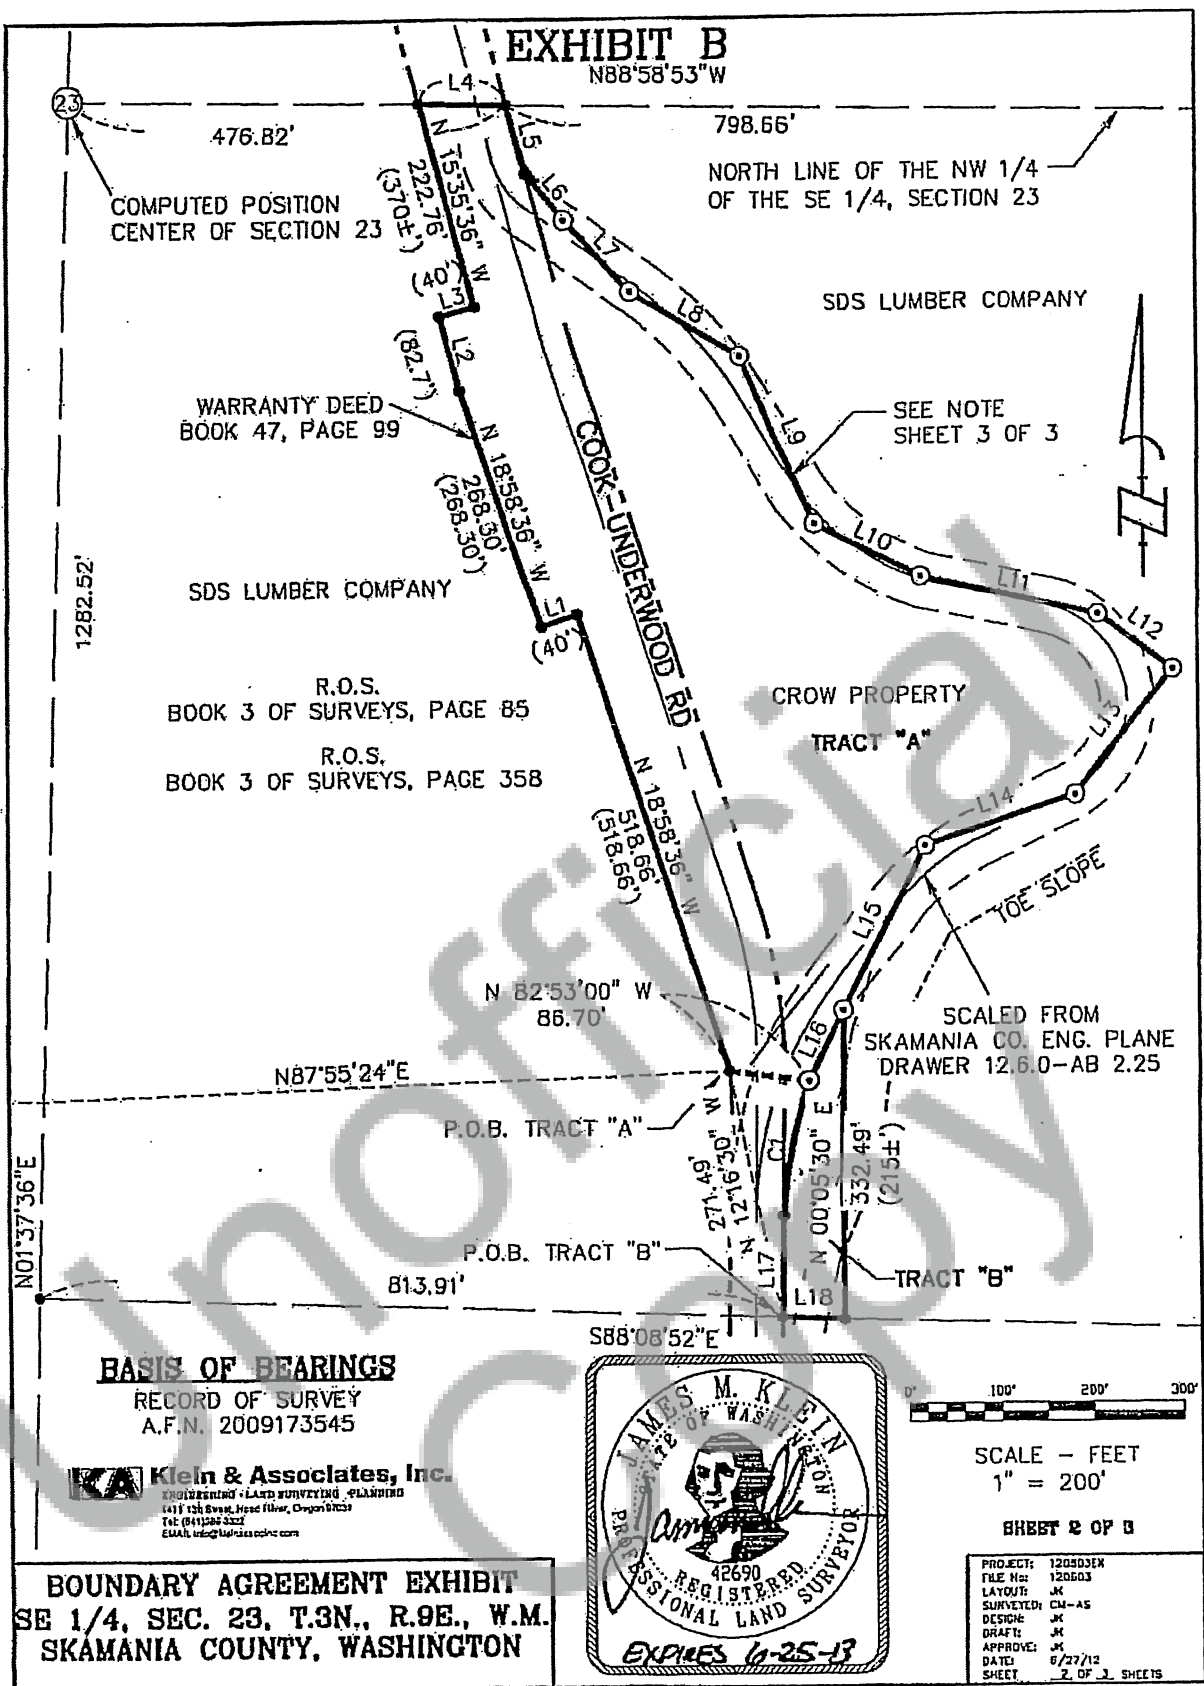 EXHIBIT B
N88°58'53"W
L4
23
476.82'
798.66'
NORTH LINE OF THE NW 1/4
OF THE SE 1/4, SECTION 23
COMPUTED POSITION
CENTER OF SECTION 23
N 15°35'36" W
222.76'
(370±')
L5
L6
L7
(40')
L3
L8
SDS LUMBER COMPANY
L2
(82.7')
WARRANTY DEED
BOOK 47, PAGE 99
L9
SEE NOTE
SHEET 3 OF 3
N 18°58'36" W
268.30'
(268.30')
COOK-UNDERWOOD RD
L10
L11
L12
1282.52'
SDS LUMBER COMPANY
L1
(40')
R.O.S.
BOOK 3 OF SURVEYS, PAGE 85
R.O.S.
BOOK 3 OF SURVEYS, PAGE 358
CROW PROPERTY
TRACT "A"
L13
N 18°58'36" W
518.66'
(518.66')
L14
TOE SLOPE
L15
N 82°53'00" W
86.70'
L16
SCALED FROM
SKAMANIA CO. ENG. PLANE
DRAWER 12.6.0-AB 2.25
N87°55'24"E
P.O.B. TRACT "A"
N 12°16'30" W
271.49'
C1
N 00°05'30" E
332.49'
(215±')
N01°37'36"E
P.O.B. TRACT "B"
L17
TRACT "B"
813.91'
L18
S88°08'52"E
BASIS OF BEARINGS
RECORD OF SURVEY
A.F.N. 2009173545
KA Klein & Associates, Inc.
ENGINEERING · LAND SURVEYING · PLANNING
JAMES M. KLEIN
STATE OF WASHINGTON
42690
REGISTERED
PROFESSIONAL LAND SURVEYOR
EXPIRES 6-25-13
0' 100' 200' 300'
SCALE - FEET
1" = 200'
SHEET 2 OF 3
BOUNDARY AGREEMENT EXHIBIT
SE 1/4, SEC. 23, T.3N., R.9E., W.M.
SKAMANIA COUNTY, WASHINGTON
PROJECT: 120503EX
FILE No: 120503
LAYOUT: JK
SURVEYED: CM-AS
DESIGN: JK
DRAFT: JK
APPROVE: JK
DATE: 6/27/12
SHEET 2 OF 3 SHEETS
Unofficial
Copy